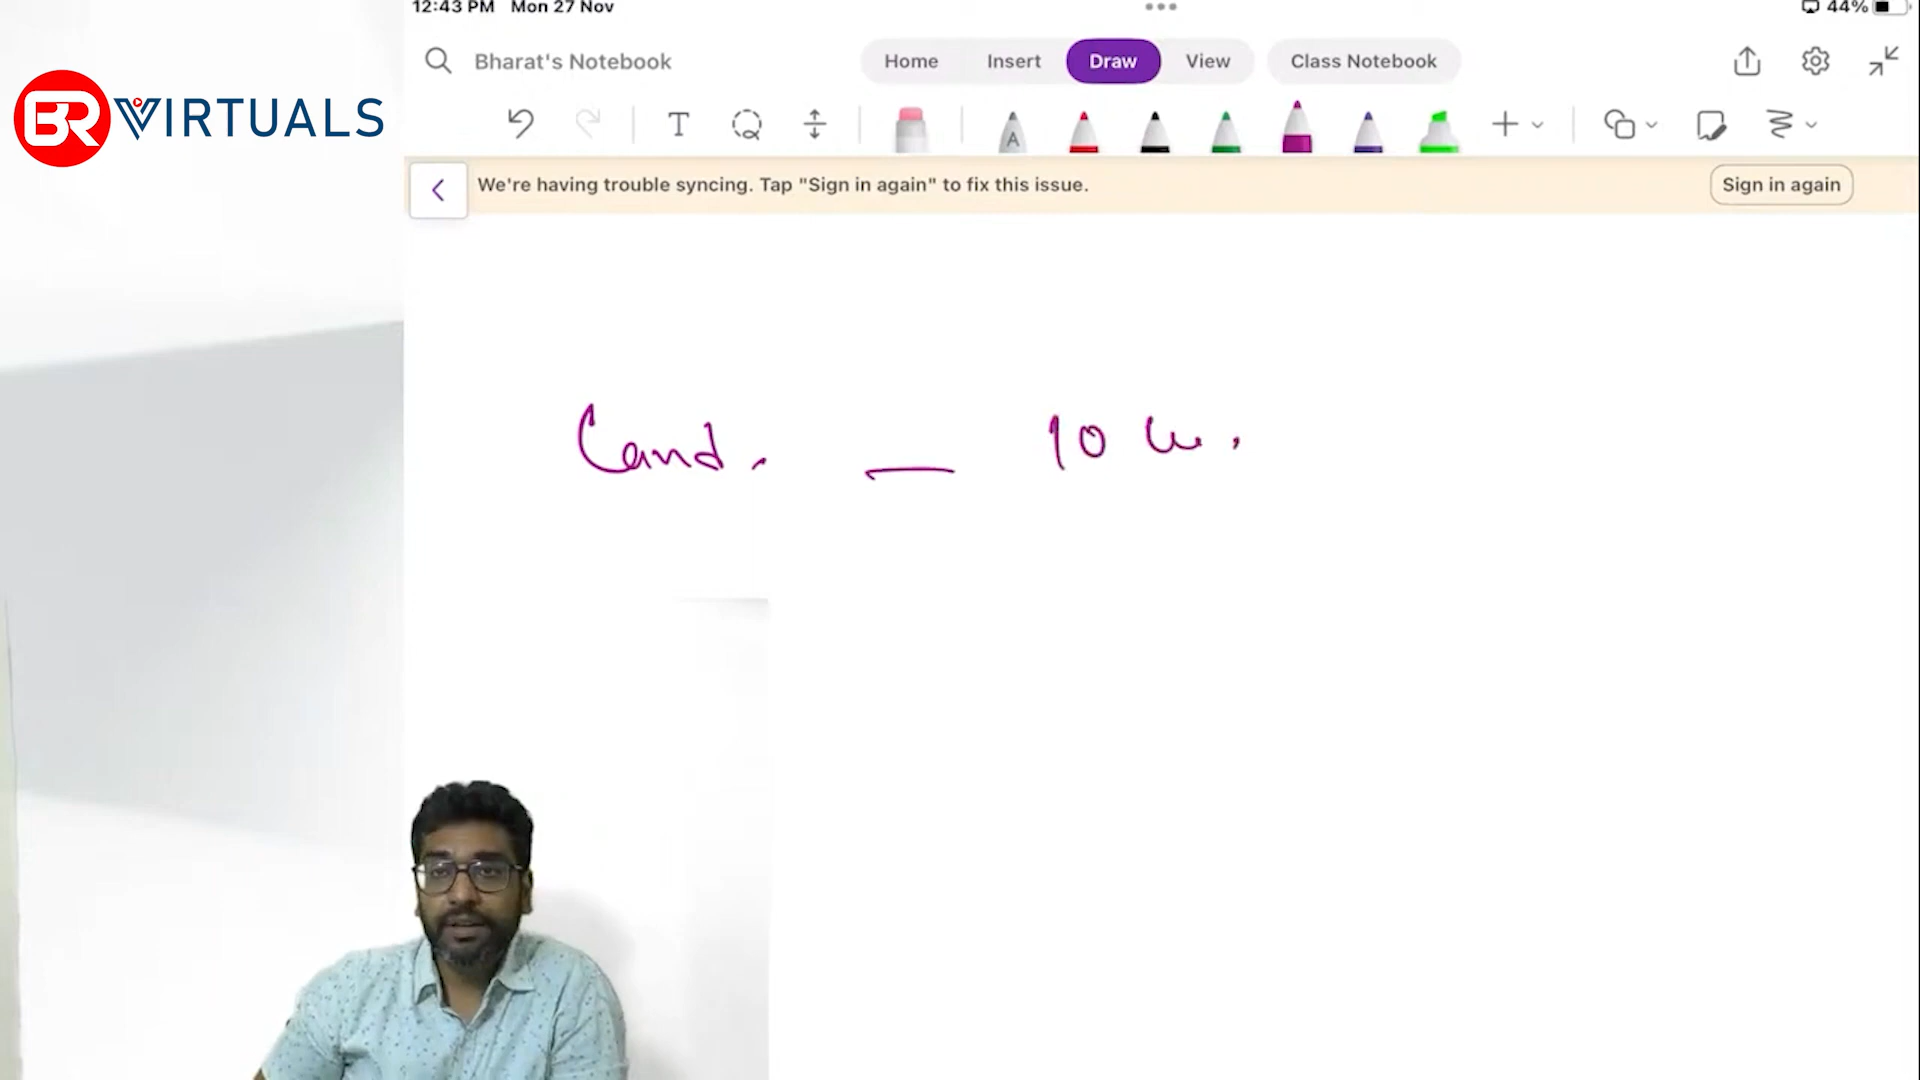 12:43 PM Mon 27 Nov
44%
BR VIRTUALS
Bharat's Notebook
Home Insert Draw View Class Notebook
T
A
We're having trouble syncing. Tap "Sign in again" to fix this issue.
Sign in again
Cand. — 10